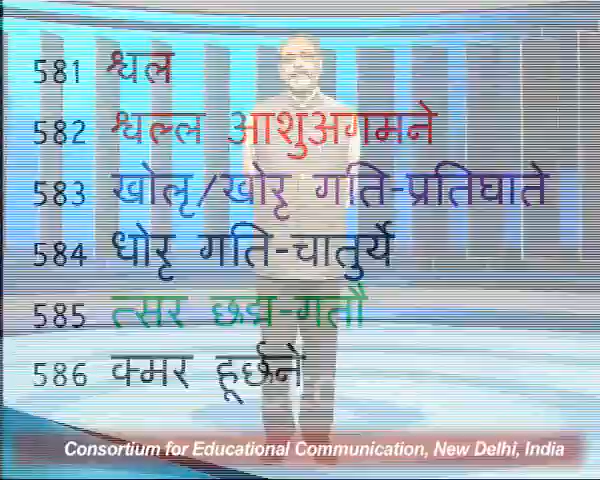 581 श्वल
582 श्वल्ल आशुअगमने
583 खोलृ/खोरृ गति-प्रतिघाते
584 धोरृ गति-चातुर्ये
585 त्सर छद्म-गतौ
586 क्मर हूर्छने
Consortium for Educational Communication, New Delhi, India